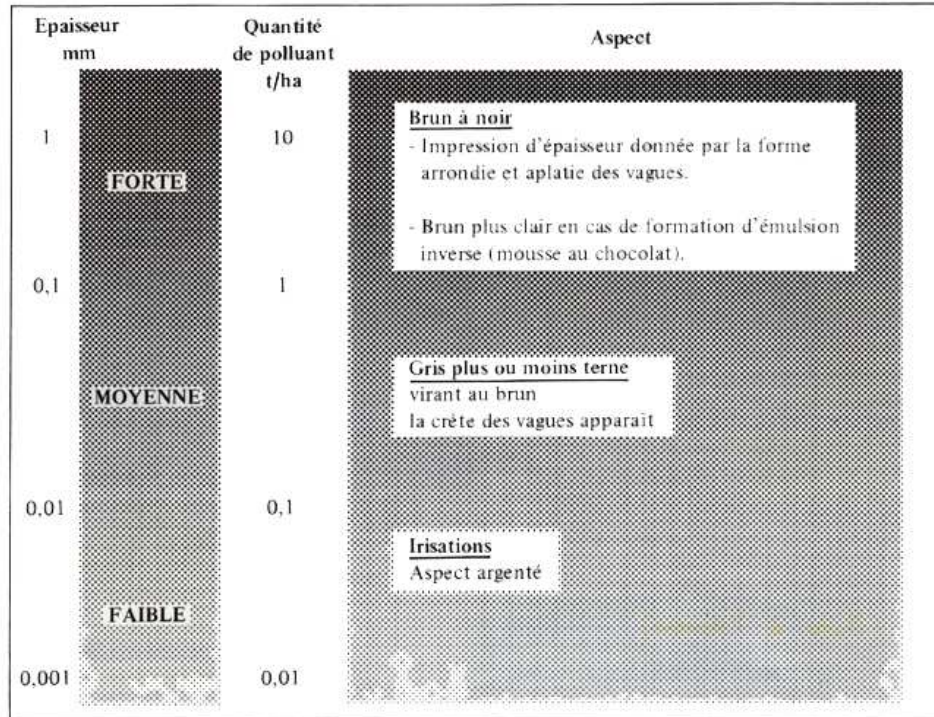 Epaisseur
mm
Quantité
de polluant
t/ha
Aspect
1
10
FORTE
Brun à noir
- Impression d'épaisseur donnée par la forme
arrondie et aplatie des vagues.
- Brun plus clair en cas de formation d'émulsion
inverse (mousse au chocolat).
0,1
1
MOYENNE
Gris plus ou moins terne
virant au brun
la crète des vagues apparaît
0,01
0,1
Irisations
Aspect argenté
FAIBLE
0,001
0,01